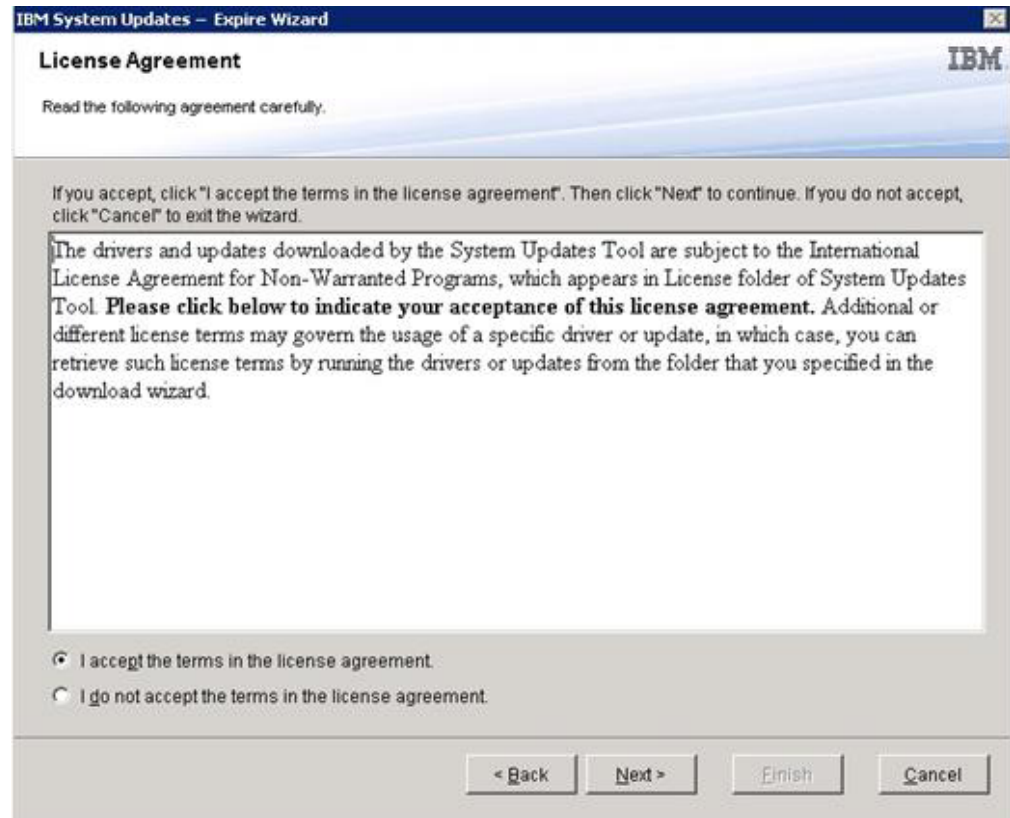 IBM System Updates – Expire Wizard
License Agreement
IBM
Read the following agreement carefully.
If you accept, click "I accept the terms in the license agreement". Then click "Next" to continue. If you do not accept,
click "Cancel" to exit the wizard.
The drivers and updates downloaded by the System Updates Tool are subject to the International
License Agreement for Non-Warranted Programs, which appears in License folder of System Updates
Tool. Please click below to indicate your acceptance of this license agreement. Additional or
different license terms may govern the usage of a specific driver or update, in which case, you can
retrieve such license terms by running the drivers or updates from the folder that you specified in the
download wizard.
I accept the terms in the license agreement.
I do not accept the terms in the license agreement.
< Back Next > Finish Cancel